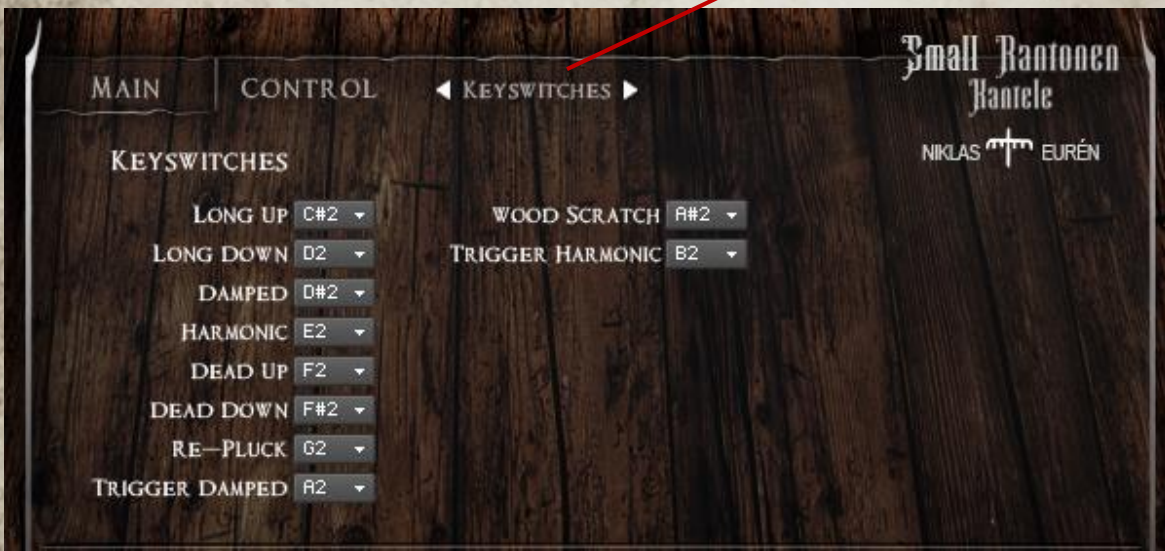 MAIN
CONTROL
KEYSWITCHES
Small Rantonen
Kantele
NIKLAS EURÉN
KEYSWITCHES
LONG UP C#2
LONG DOWN D2
DAMPED D#2
HARMONIC E2
DEAD UP F2
DEAD DOWN F#2
RE-PLUCK G2
TRIGGER DAMPED A2
WOOD SCRATCH A#2
TRIGGER HARMONIC B2